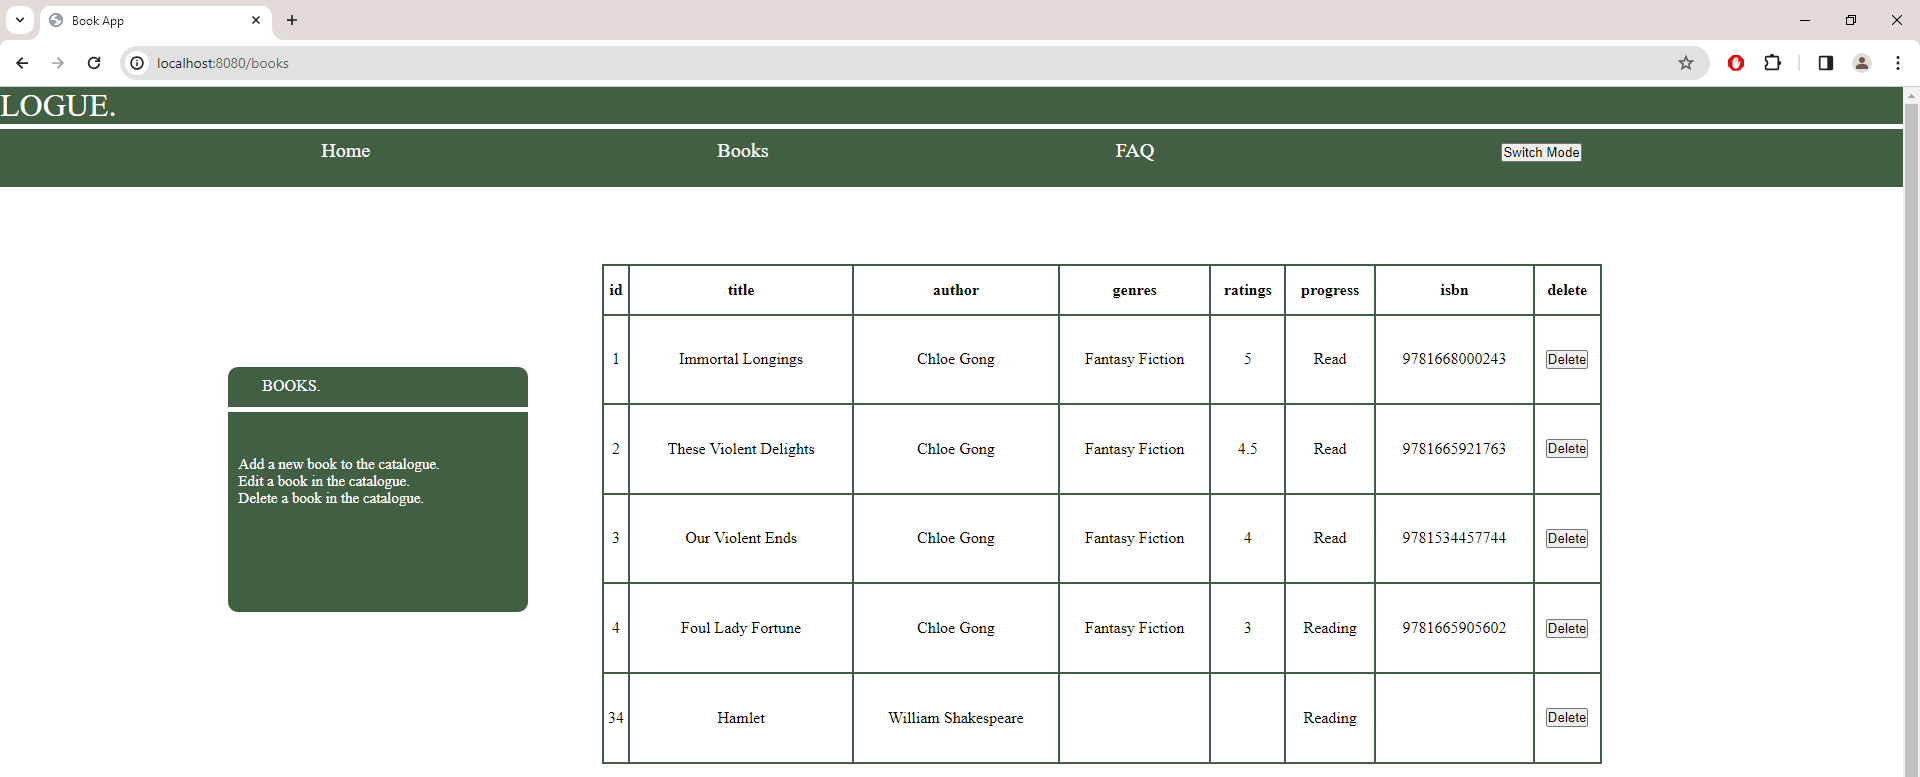 Book App
localhost:8080/books
LOGUE.
Home Books FAQ Switch Mode
BOOKS.
Add a new book to the catalogue.
Edit a book in the catalogue.
Delete a book in the catalogue.
id title author genres ratings progress isbn delete
1 Immortal Longings Chloe Gong Fantasy Fiction 5 Read 9781668000243 Delete
2 These Violent Delights Chloe Gong Fantasy Fiction 4.5 Read 9781665921763 Delete
3 Our Violent Ends Chloe Gong Fantasy Fiction 4 Read 9781534457744 Delete
4 Foul Lady Fortune Chloe Gong Fantasy Fiction 3 Reading 9781665905602 Delete
34 Hamlet William Shakespeare Reading Delete